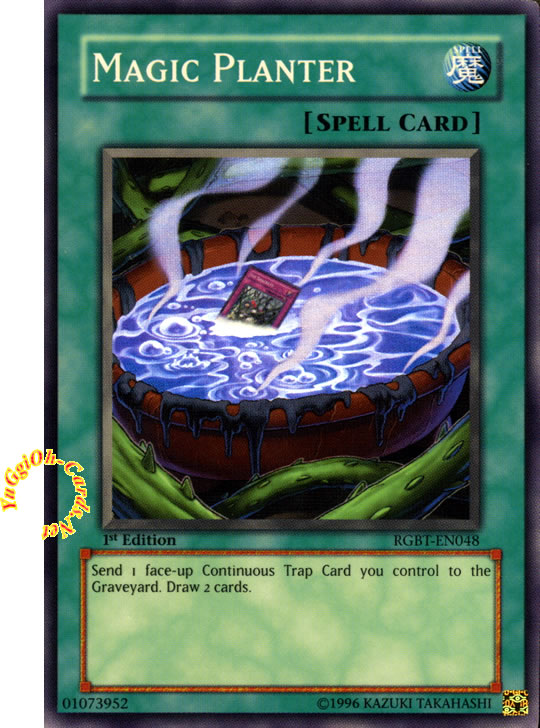 MAGIC PLANTER
SPELL
魔
[SPELL CARD]
YuGgiOh-Cards.Net
1st Edition
RGBT-EN048
Send 1 face-up Continuous Trap Card you control to the
Graveyard. Draw 2 cards.
01073952
©1996 KAZUKI TAKAHASHI